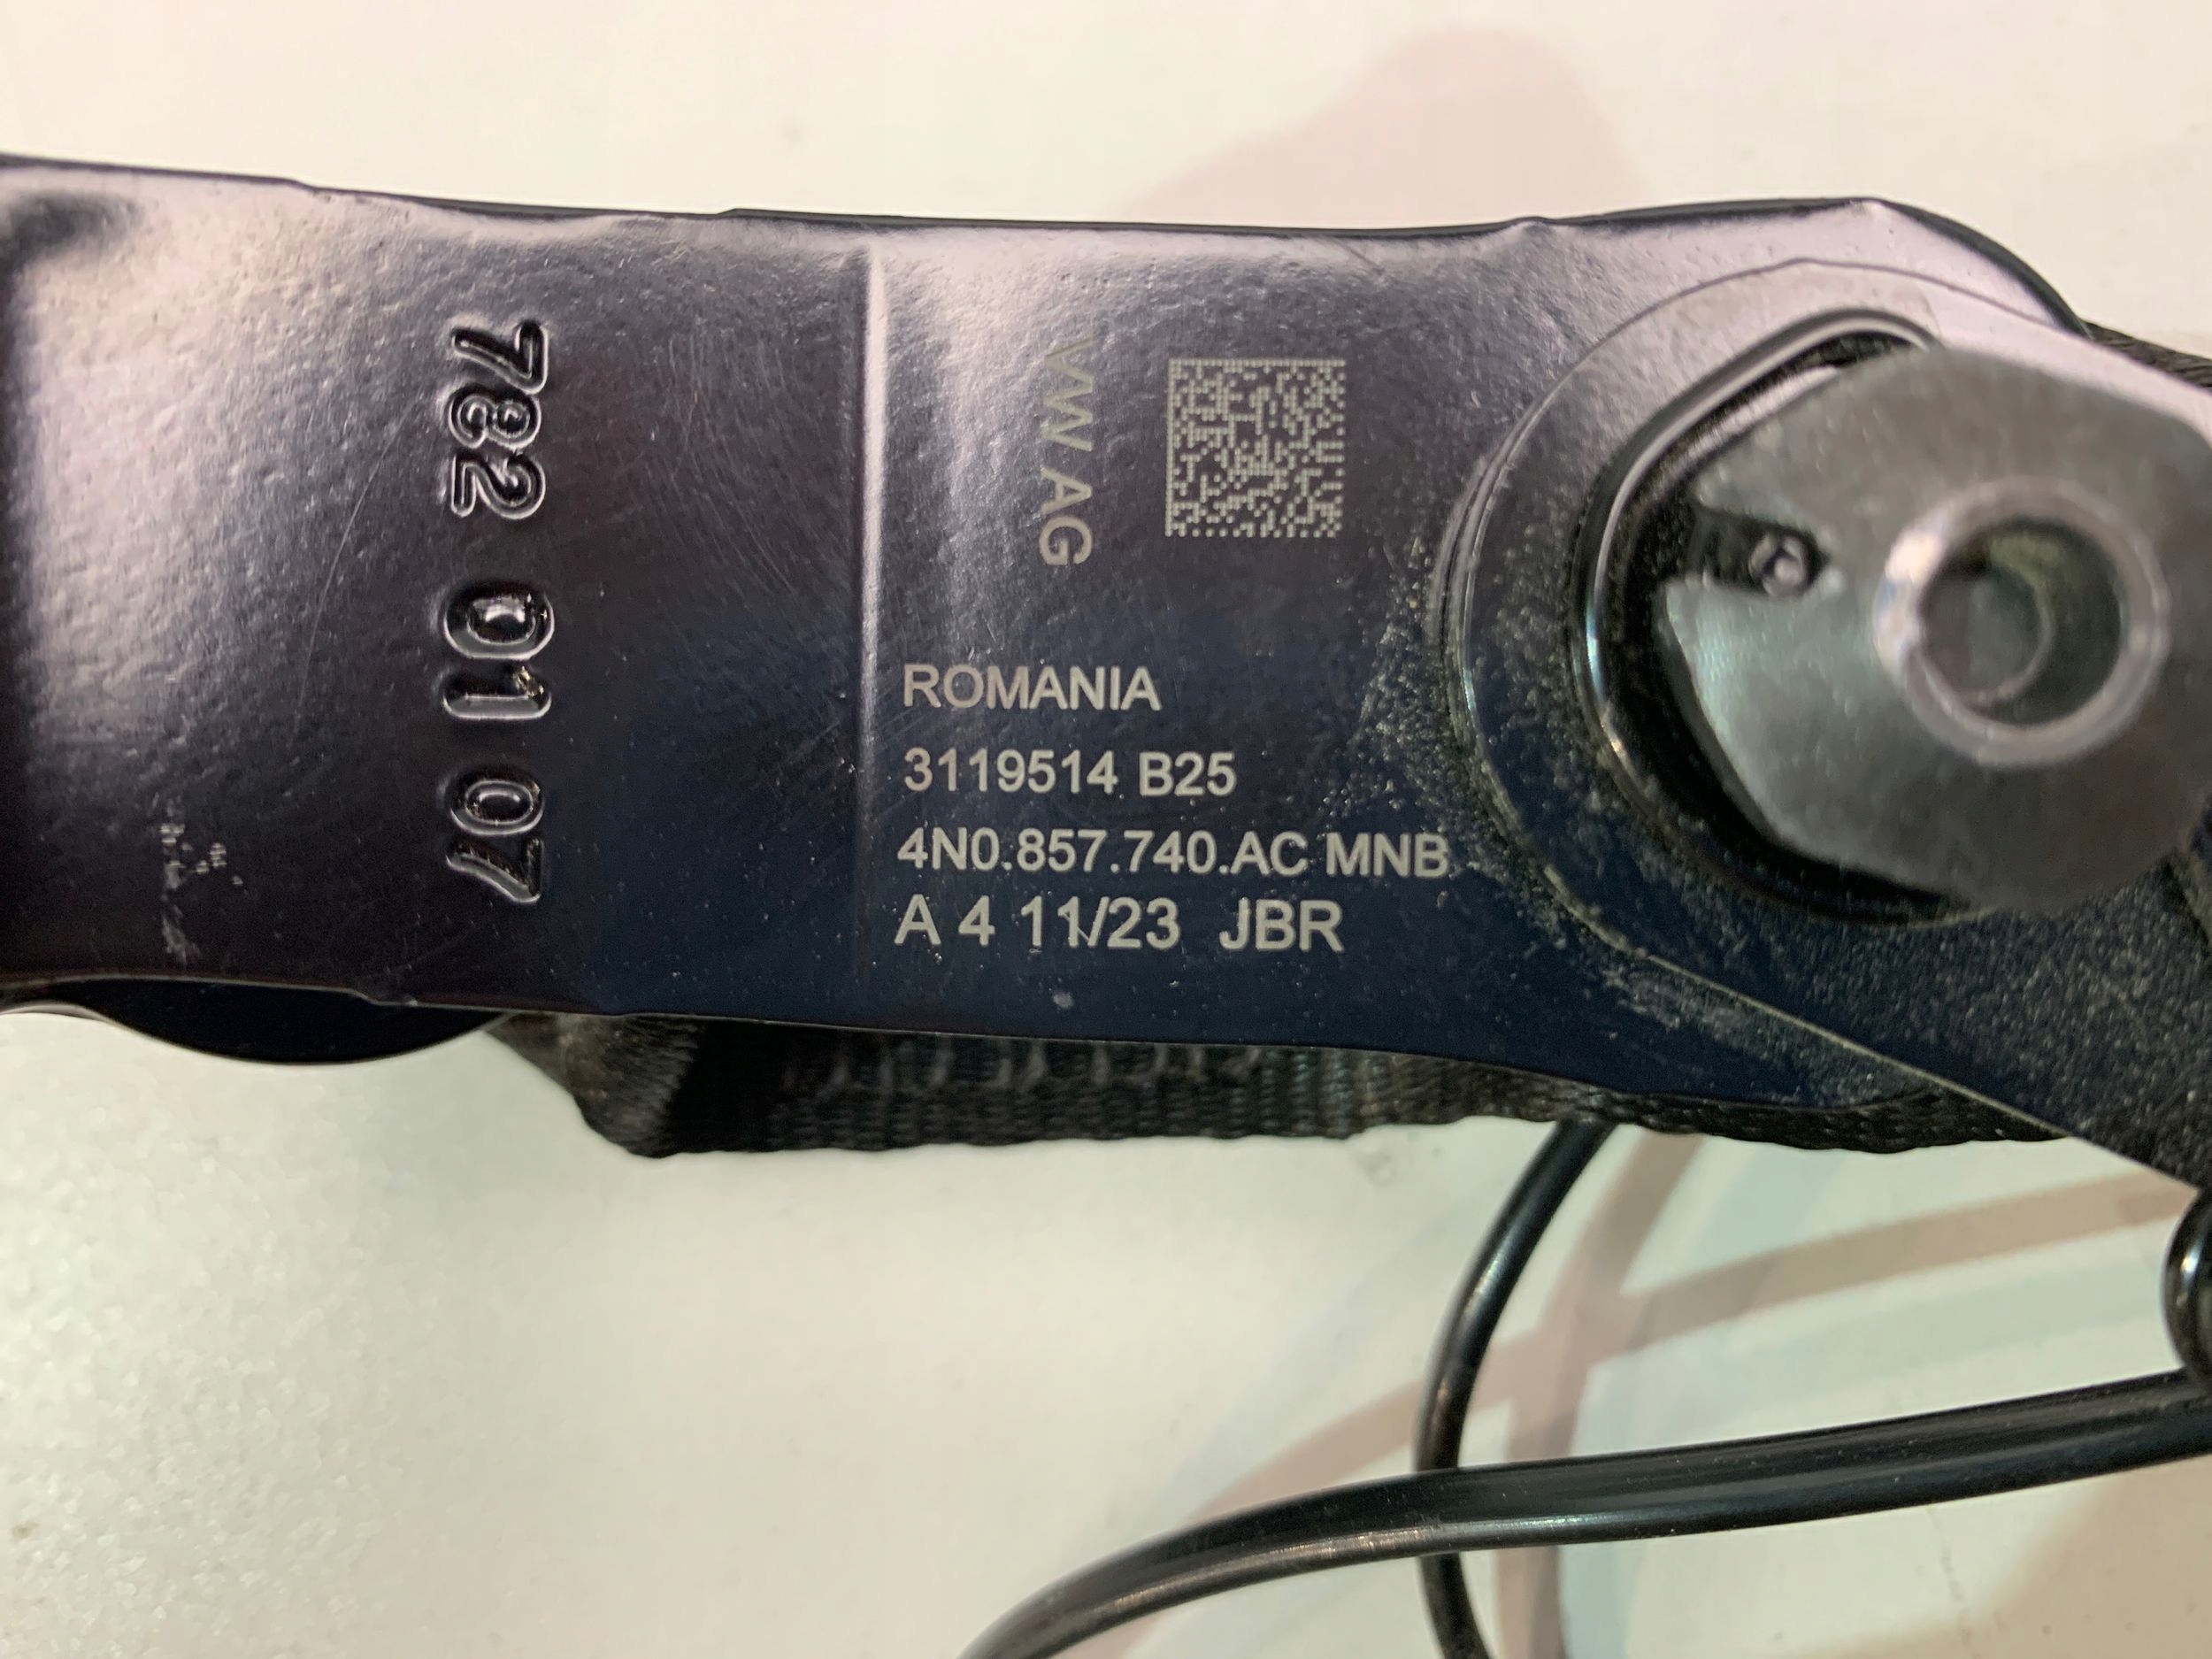 782 01 07
VW AG
ROMANIA
3119514 B25
4N0.857.740.AC MNB
A 4 11/23 JBR